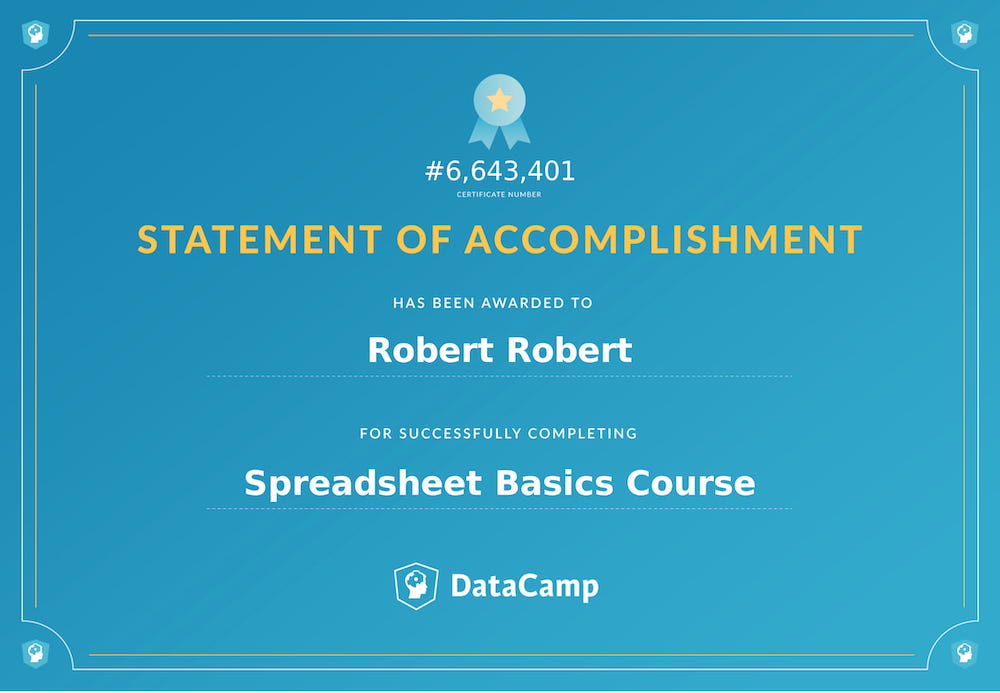 #6,643,401
CERTIFICATE NUMBER
STATEMENT OF ACCOMPLISHMENT
HAS BEEN AWARDED TO
Robert Robert
FOR SUCCESSFULLY COMPLETING
Spreadsheet Basics Course
DataCamp